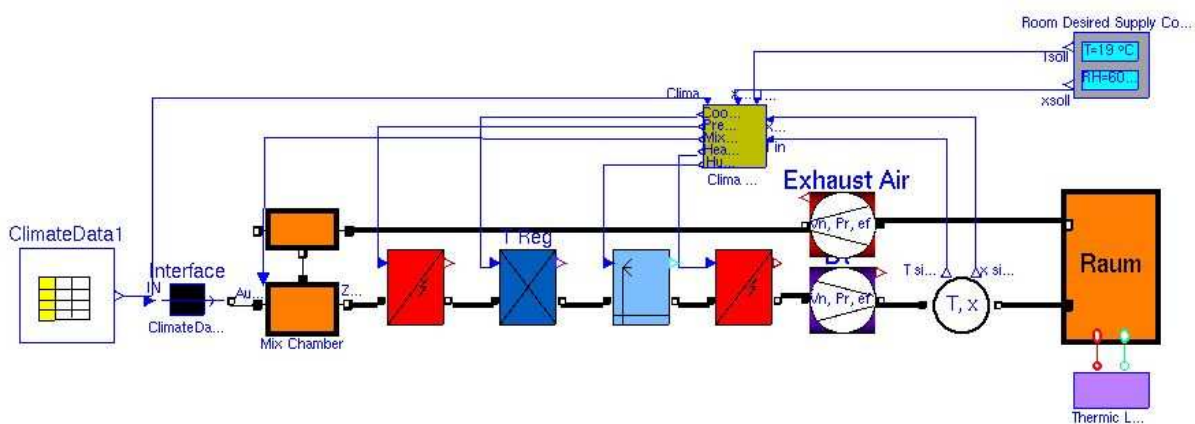 Room Desired Supply Co...
T=19 °C
Tsoll
RH=60...
xsoll
Clima
x...
Coo...
Pre...
Mix...
Hea...
Hu...
x...
T in
Clima ...
Exhaust Air
Vn, Pr, ef
ClimateData1
Interface
IN
ClimateDa...
Au...
Z...
Mix Chamber
T Reg
Vn, Pr, ef
T si...
x si...
T, x
Raum
Thermic L...